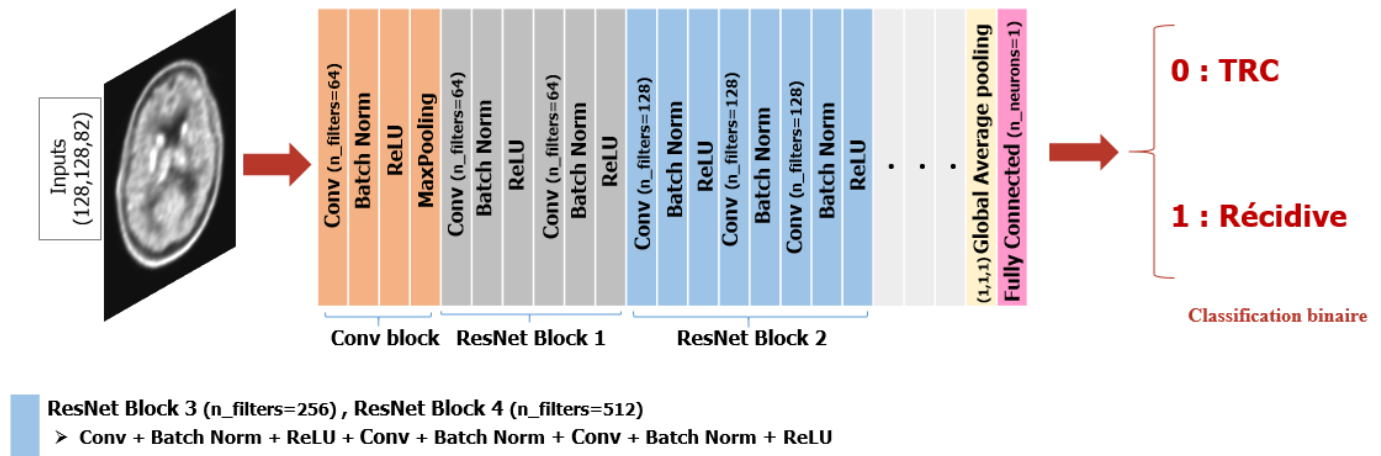 Inputs
(128,128,82)
Conv (n_filters=64)
Batch Norm
ReLU
MaxPooling
Conv (n_filters=64)
Batch Norm
ReLU
Conv (n_filters=64)
Batch Norm
ReLU
Conv (n_filters=128)
Batch Norm
ReLU
Conv (n_filters=128)
Batch Norm
Conv (n_filters=128)
Batch Norm
ReLU
. . .
(1,1,1) Global Average pooling
Fully Connected (n_neurons=1)
0 : TRC
1 : Récidive
Classification binaire
Conv block
ResNet Block 1
ResNet Block 2
ResNet Block 3 (n_filters=256) , ResNet Block 4 (n_filters=512)
➢ Conv + Batch Norm + ReLU + Conv + Batch Norm + Conv + Batch Norm + ReLU